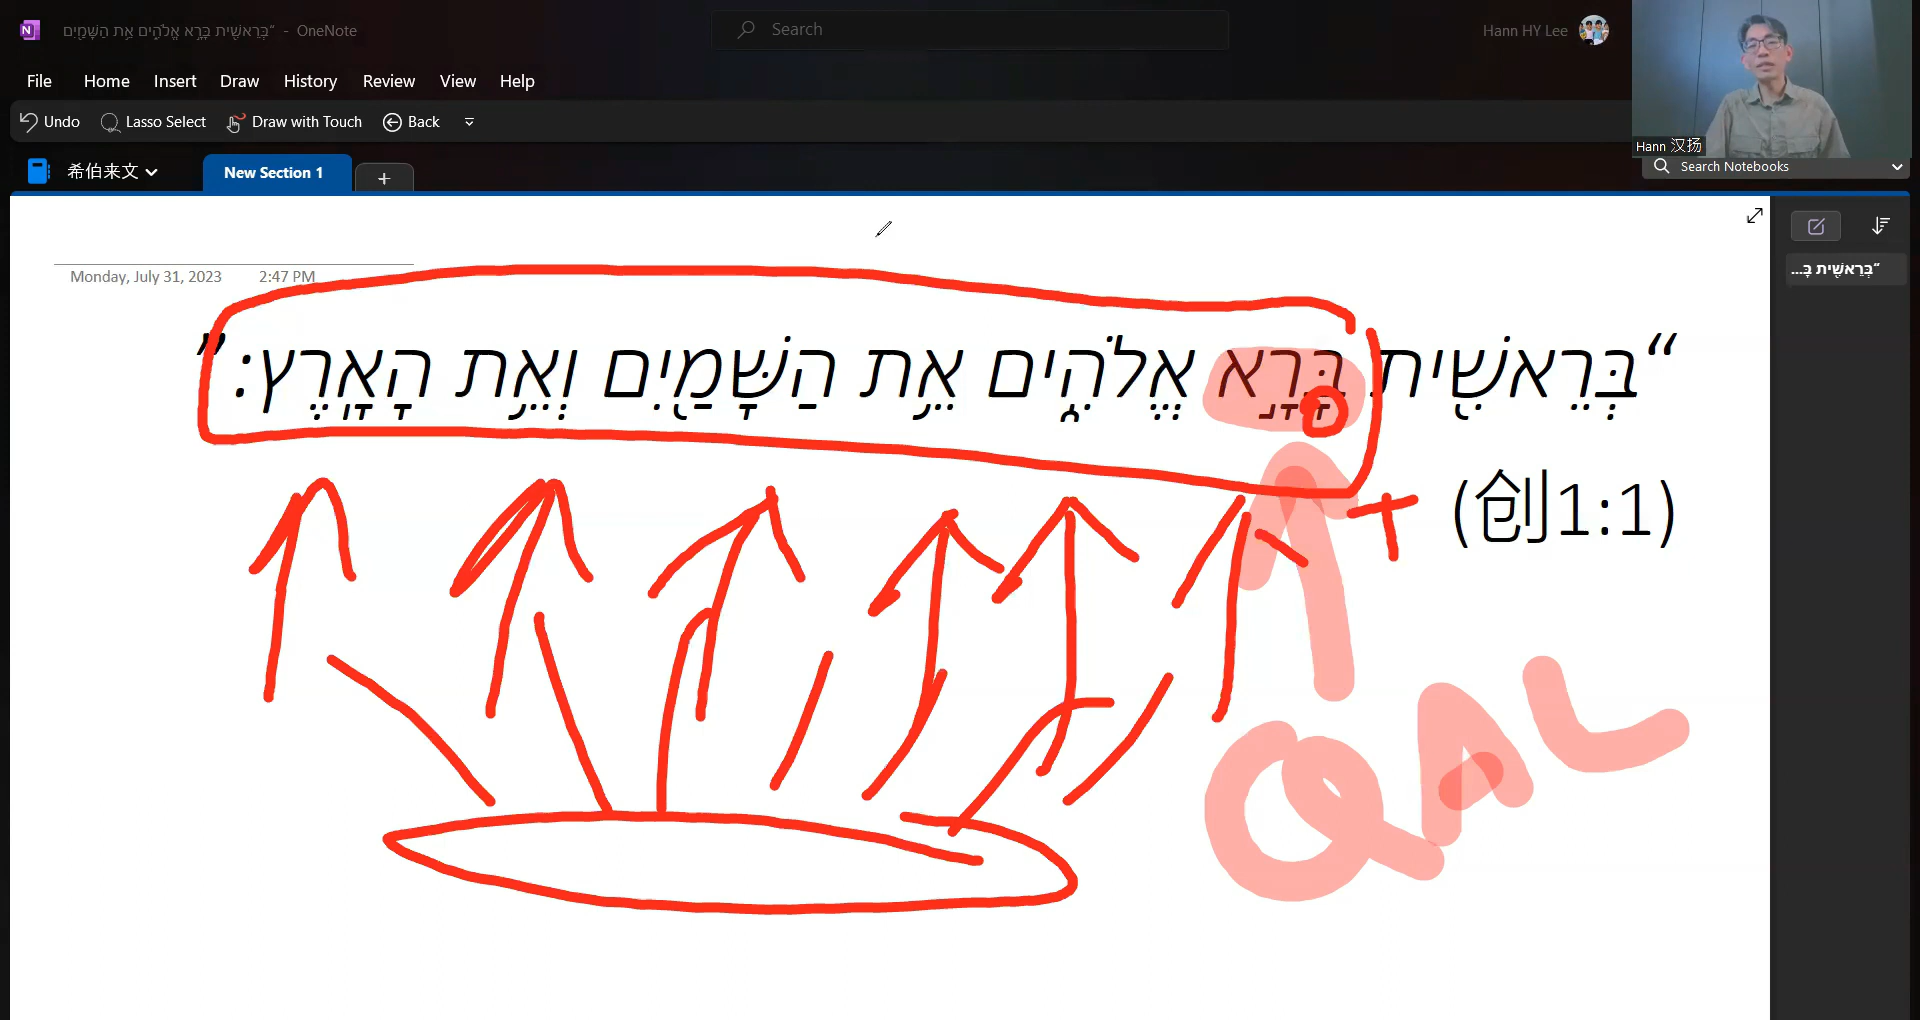 "בְּרֵאשִׁ֖ית בָּרָ֣א אֱלֹהִ֑ים אֵ֥ת הַשָּׁמַ֖יִם - OneNote
Search
Hann HY Lee
File Home Insert Draw History Review View Help
Undo Lasso Select Draw with Touch Back
Hann 汉扬
希伯来文 New Section 1 +
Search Notebooks
Monday, July 31, 2023 2:47 PM
"בְּרֵאשִׁ֖ית בָּ...
“בְּרֵאשִׁ֖ית בָּרָ֣א אֱלֹהִ֑ים אֵ֥ת הַשָּׁמַ֖יִם וְאֵ֥ת הָאָֽרֶץ׃”
(创1:1)
QAL